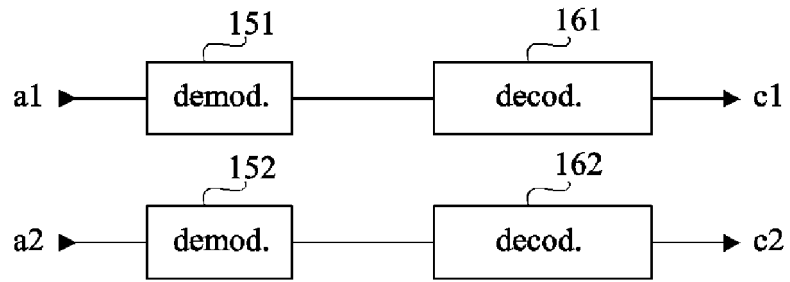 151 161
a1 demod. decod. c1
152 162
a2 demod. decod. c2